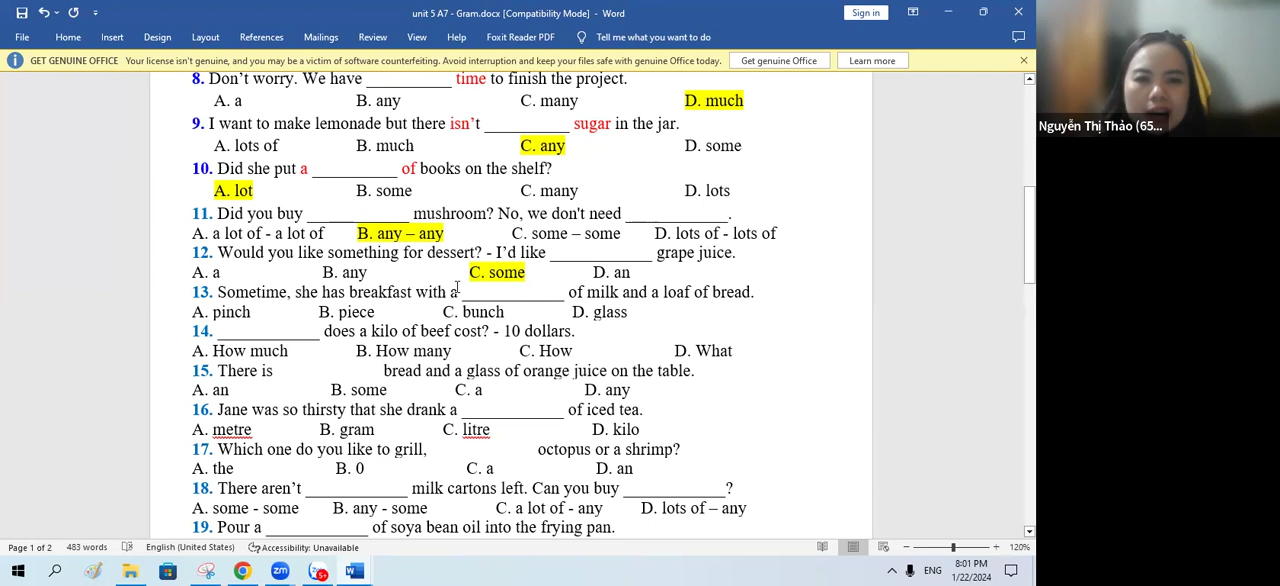 unit 5 A7 - Gram.docx [Compatibility Mode] - Word
Sign in
File Home Insert Design Layout References Mailings Review View Help Foxit Reader PDF Tell me what you want to do
GET GENUINE OFFICE Your license isn't genuine, and you may be a victim of software counterfeiting. Avoid interruption and keep your files safe with genuine Office today. Get genuine Office Learn more
8. Don't worry. We have __________ time to finish the project.
A. a B. any C. many D. much
9. I want to make lemonade but there isn't __________ sugar in the jar.
A. lots of B. much C. any D. some
10. Did she put a __________ of books on the shelf?
A. lot B. some C. many D. lots
11. Did you buy ____________ mushroom? No, we don't need ____________.
A. a lot of - a lot of B. any – any C. some – some D. lots of - lots of
12. Would you like something for dessert? - I'd like ____________ grape juice.
A. a B. any C. some D. an
13. Sometime, she has breakfast with a ____________ of milk and a loaf of bread.
A. pinch B. piece C. bunch D. glass
14. ____________ does a kilo of beef cost? - 10 dollars.
A. How much B. How many C. How D. What
15. There is bread and a glass of orange juice on the table.
A. an B. some C. a D. any
16. Jane was so thirsty that she drank a ____________ of iced tea.
A. metre B. gram C. litre D. kilo
17. Which one do you like to grill, octopus or a shrimp?
A. the B. 0 C. a D. an
18. There aren't ____________ milk cartons left. Can you buy ____________?
A. some - some B. any - some C. a lot of - any D. lots of – any
19. Pour a ____________ of soya bean oil into the frying pan.
Page 1 of 2 483 words English (United States) Accessibility: Unavailable 120%
ENG 8:01 PM
1/22/2024
Nguyễn Thị Thảo (65...